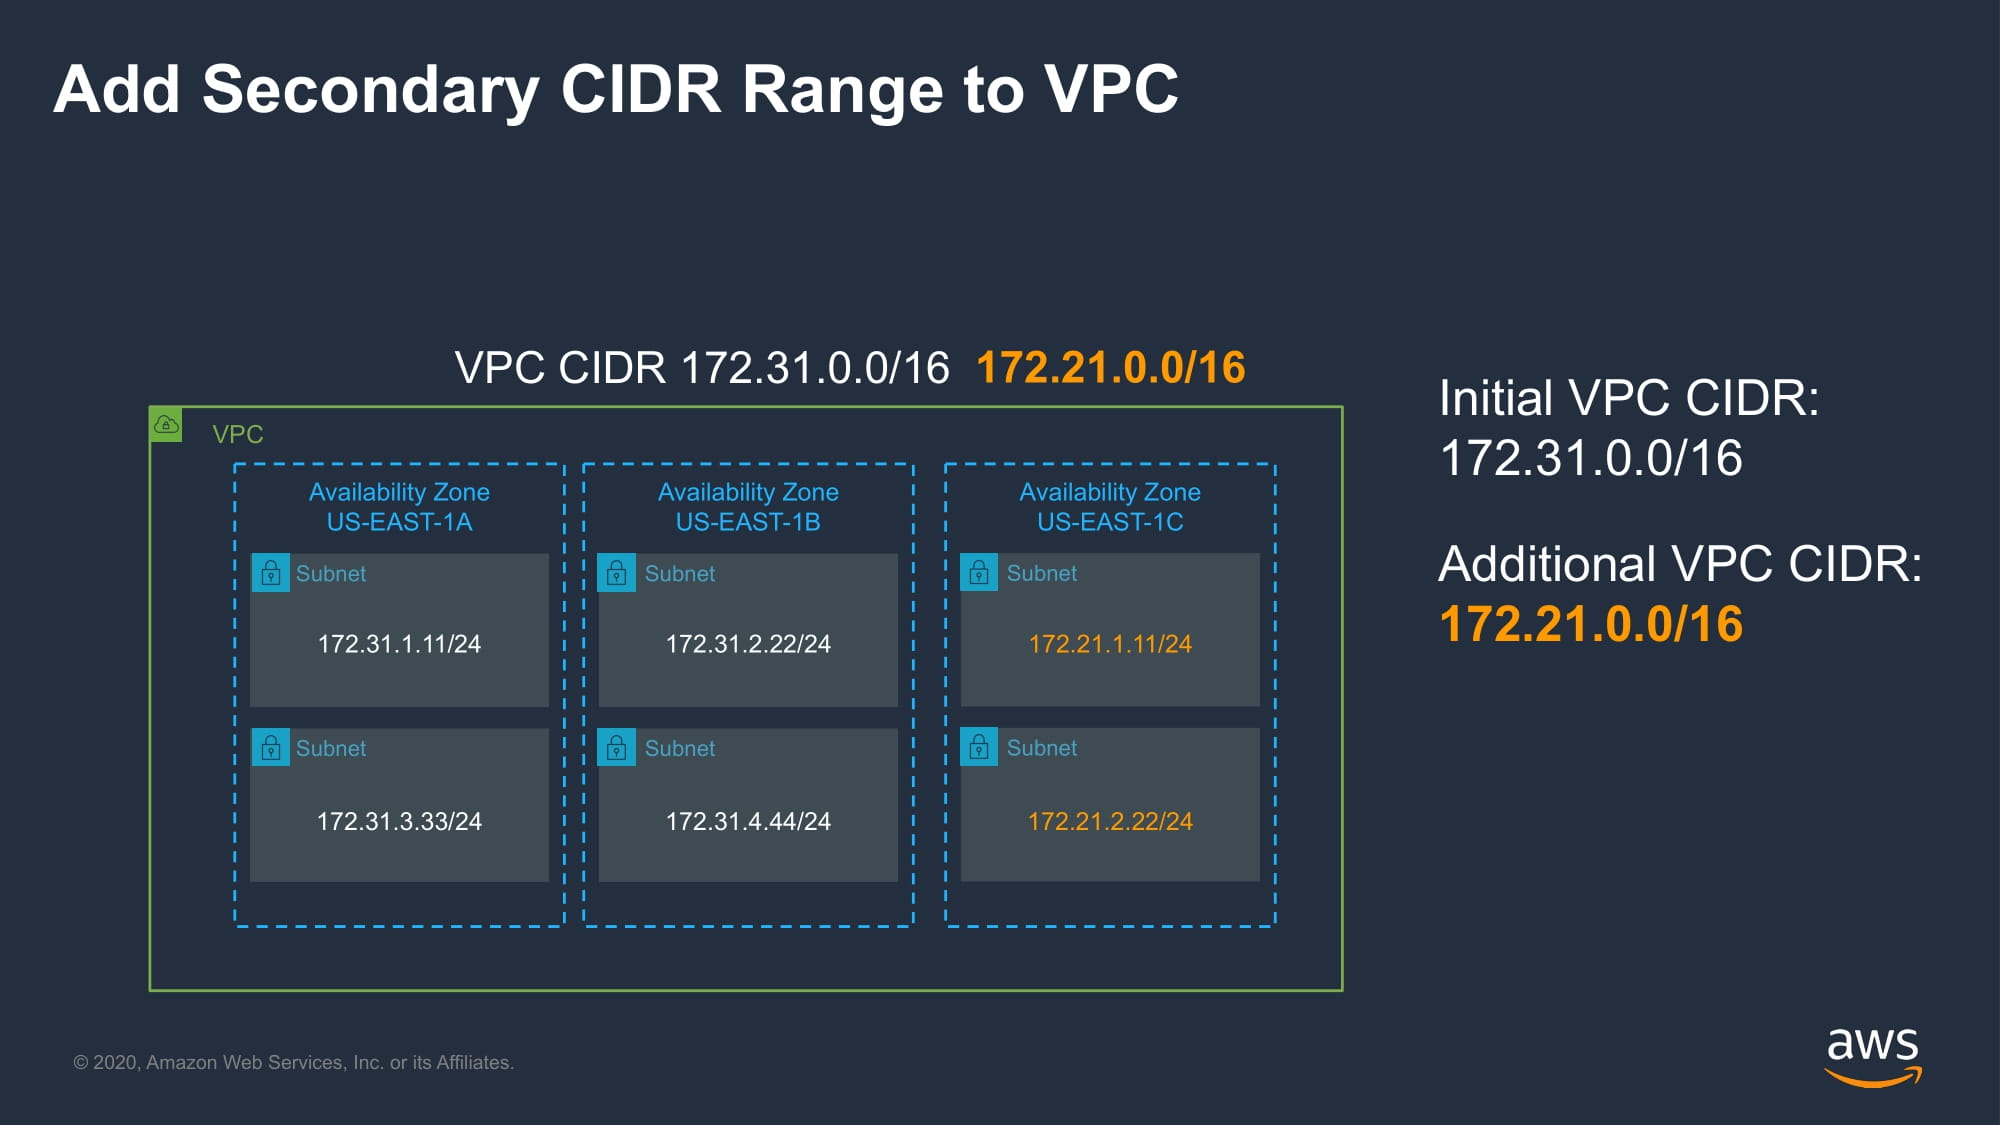 Add Secondary CIDR Range to VPC
VPC CIDR 172.31.0.0/16 172.21.0.0/16
VPC
Availability Zone
US-EAST-1A
Subnet
172.31.1.11/24
Subnet
172.31.3.33/24
Availability Zone
US-EAST-1B
Subnet
172.31.2.22/24
Subnet
172.31.4.44/24
Availability Zone
US-EAST-1C
Subnet
172.21.1.11/24
Subnet
172.21.2.22/24
Initial VPC CIDR:
172.31.0.0/16
Additional VPC CIDR:
172.21.0.0/16
© 2020, Amazon Web Services, Inc. or its Affiliates.
aws